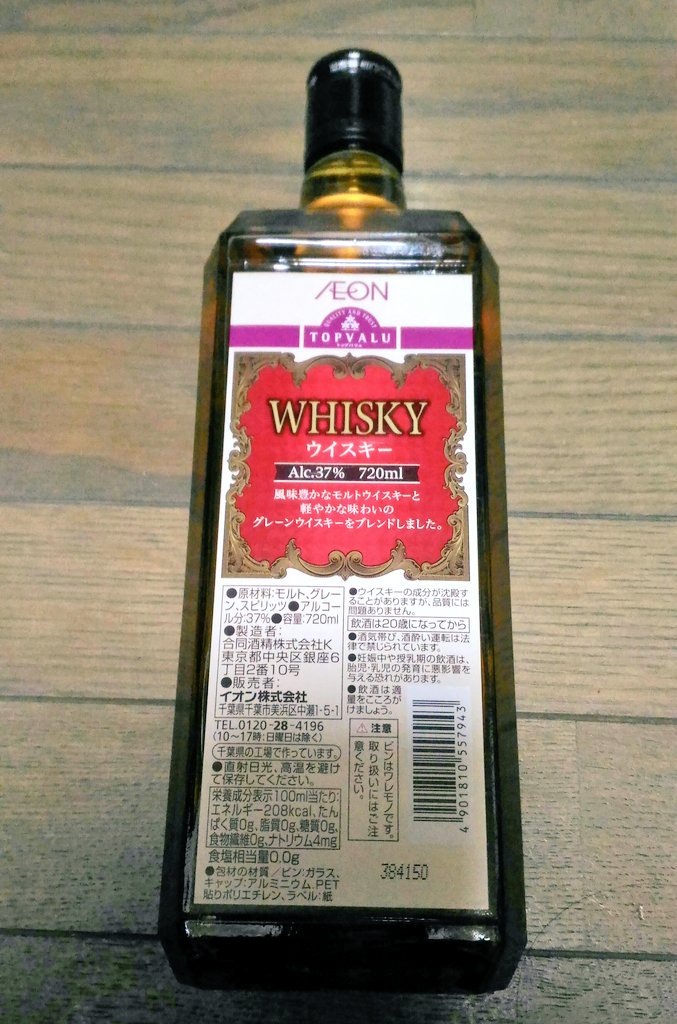 ÆON
QUALITY AND TRUST
TOPVALU
トップバリュ
WHISKY
ウイスキー
Alc.37% 720ml
風味豊かなモルトウイスキーと
軽やかな味わいの
グレーンウイスキーをブレンドしました。
●原材料:モルト、グレー
ン、スピリッツ●アルコー
ル分:37%●容量:720ml
●製造者:
合同酒精株式会社K
東京都中央区銀座6
丁目2番10号
●販売者:
イオン株式会社
千葉県千葉市美浜区中瀬1-5-1
TEL.0120-28-4196
(10〜17時:日曜日は除く)
千葉県の工場で作っています。
●直射日光、高温を避け
て保存してください。
栄養成分表示100ml当たり:
エネルギー208kcal、たん
ぱく質0g、脂質0g、糖質0g、
食物繊維0g、ナトリウム4mg
食塩相当量0.0g
●包材の材質/ビン:ガラス、
キャップ:アルミニウム、PET
貼りポリエチレン、ラベル:紙
●ウイスキーの成分が沈殿す
ることがありますが、品質には
問題ありません。
飲酒は20歳になってから
●酒気帯び、酒酔い運転は法
律で禁じられています。
●妊娠中や授乳期の飲酒は、
胎児・乳児の発育に悪影響を
与える恐れがあります。
●飲酒は適
量をこころが
けましょう。
⚠注意
ビンはワレモノです。
取り扱いにはご注
意ください。
4 901810 557943
384150